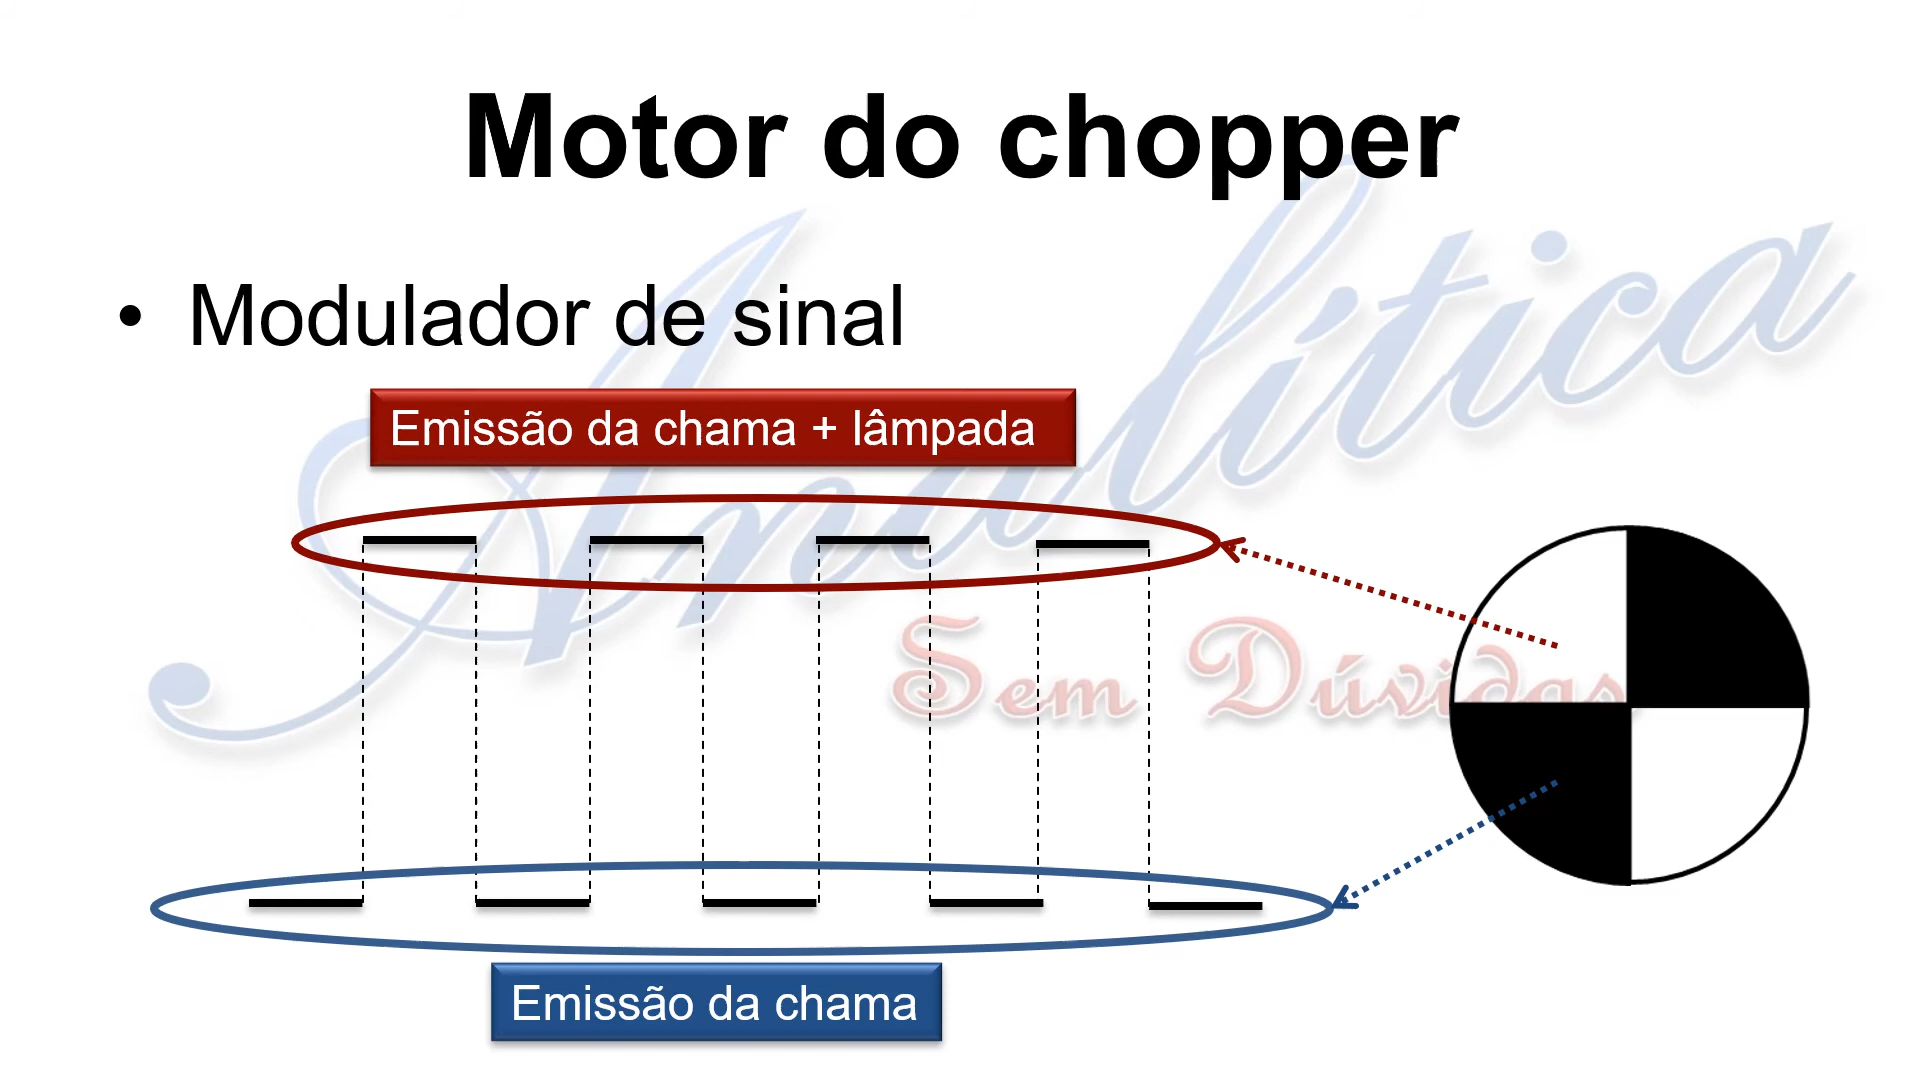 Motor do chopper
• Modulador de sinal
Emissão da chama + lâmpada
Analítica
Sem Dúvidas
Emissão da chama